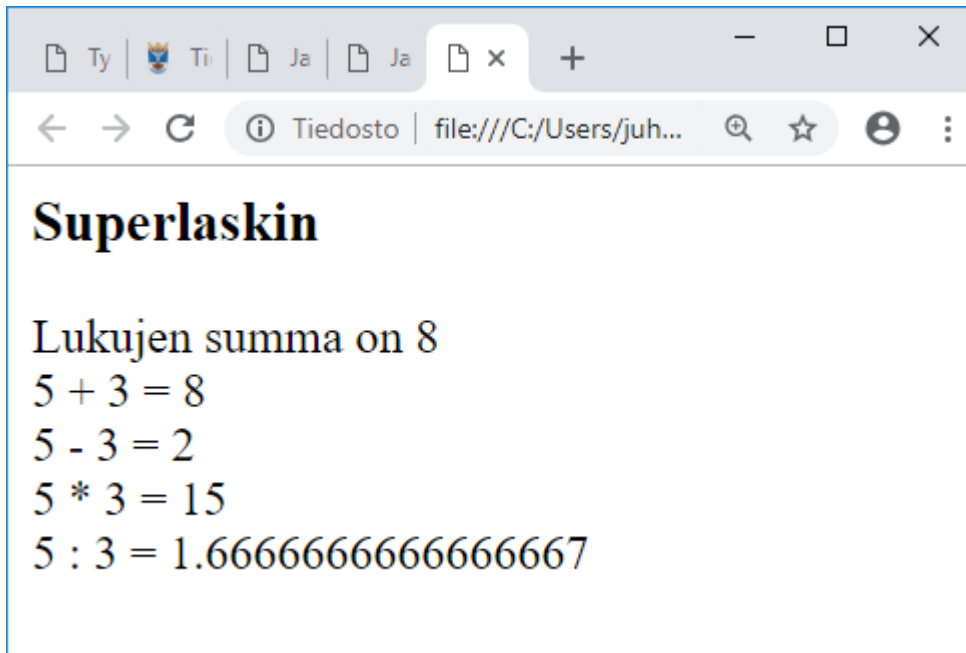 Ty Ti Ja Ja
Tiedosto file:///C:/Users/juh...
Superlaskin
Lukujen summa on 8
5 + 3 = 8
5 - 3 = 2
5 * 3 = 15
5 : 3 = 1.6666666666666667